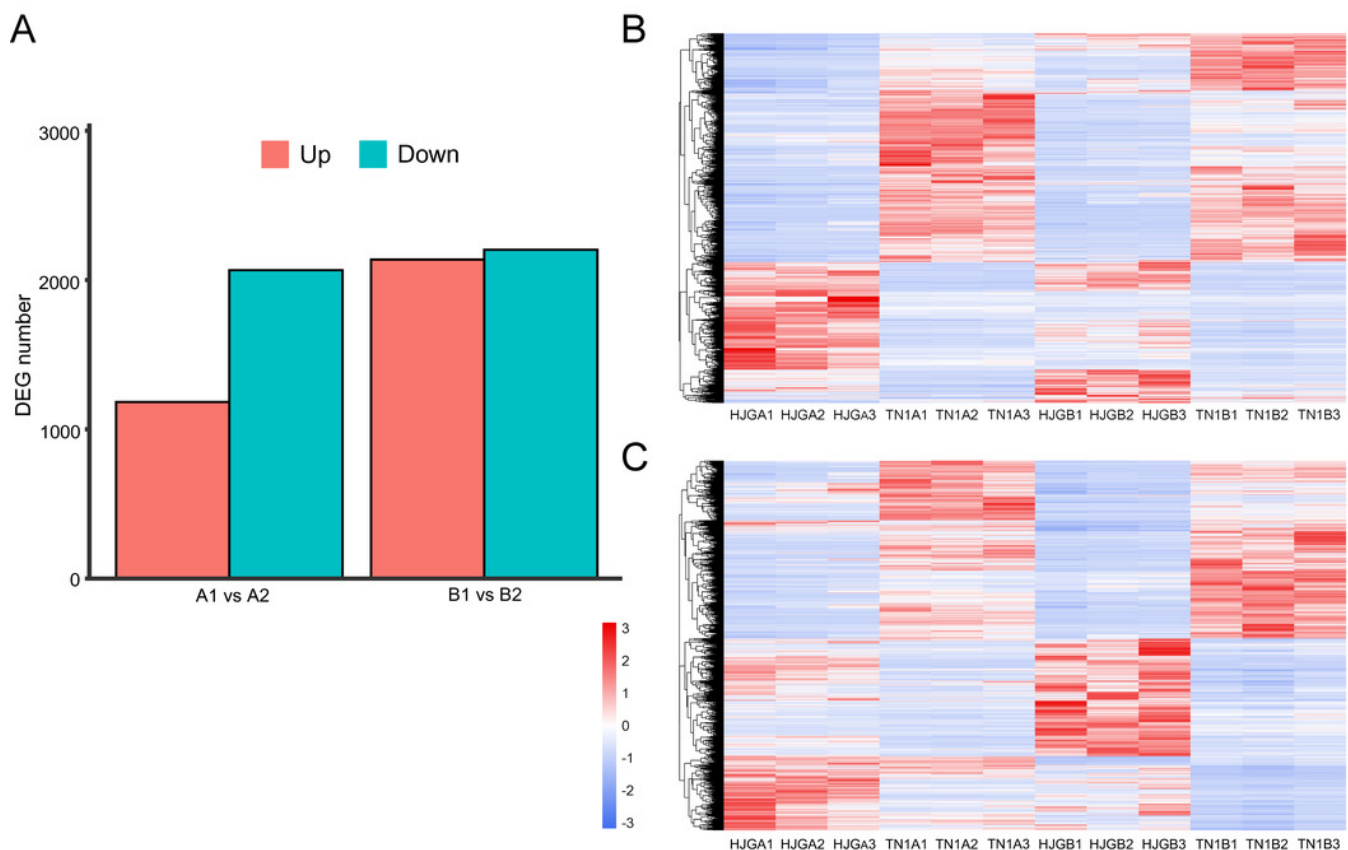 A
3000
2000
1000
0
DEG number
Up Down
A1 vs A2 B1 vs B2
3
2
1
0
-1
-2
-3
B
HJGA1 HJGA2 HJGA3 TN1A1 TN1A2 TN1A3 HJGB1 HJGB2 HJGB3 TN1B1 TN1B2 TN1B3
C
HJGA1 HJGA2 HJGA3 TN1A1 TN1A2 TN1A3 HJGB1 HJGB2 HJGB3 TN1B1 TN1B2 TN1B3